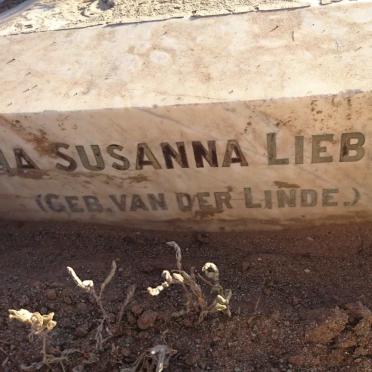 SUSANNA LIEB
(GEB. VAN DER LINDE.)